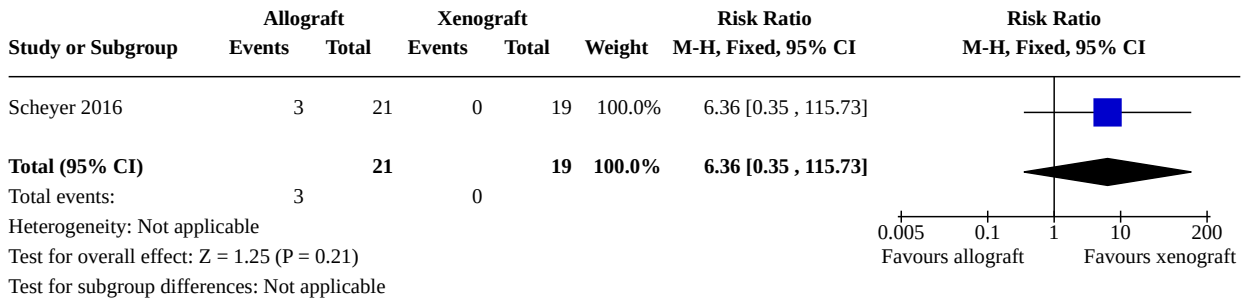 Allograft Xenograft Risk Ratio Risk Ratio
Study or Subgroup Events Total Events Total Weight M-H, Fixed, 95% CI M-H, Fixed, 95% CI
Scheyer 2016 3 21 0 19 100.0% 6.36 [0.35 , 115.73]
Total (95% CI) 21 19 100.0% 6.36 [0.35 , 115.73]
Total events: 3 0
Heterogeneity: Not applicable
0.005 0.1 1 10 200
Test for overall effect: Z = 1.25 (P = 0.21) Favours allograft Favours xenograft
Test for subgroup differences: Not applicable